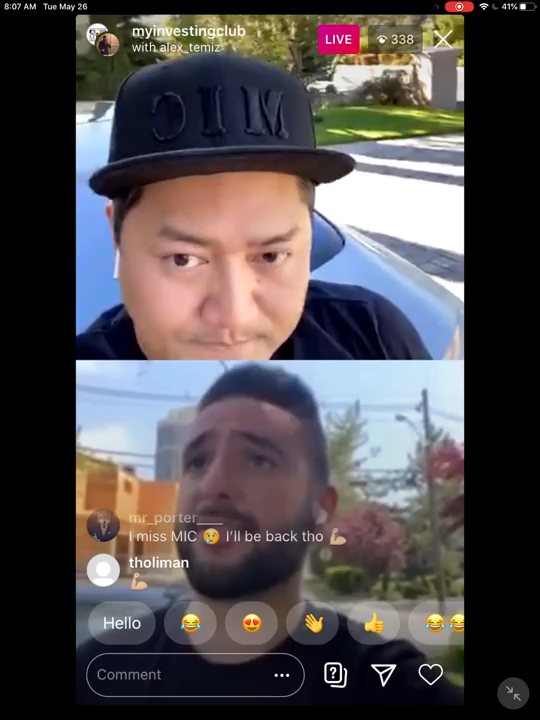 8:07 AM Tue May 26
41%
myinvestingclub
with alex_temiz
LIVE
338
MIC
mr_porter___
I miss MIC 😢 I'll be back tho 💪🏼
tholiman
💪🏼
Hello 😂 😍 👋 👍🏼 😂😂
Comment
?